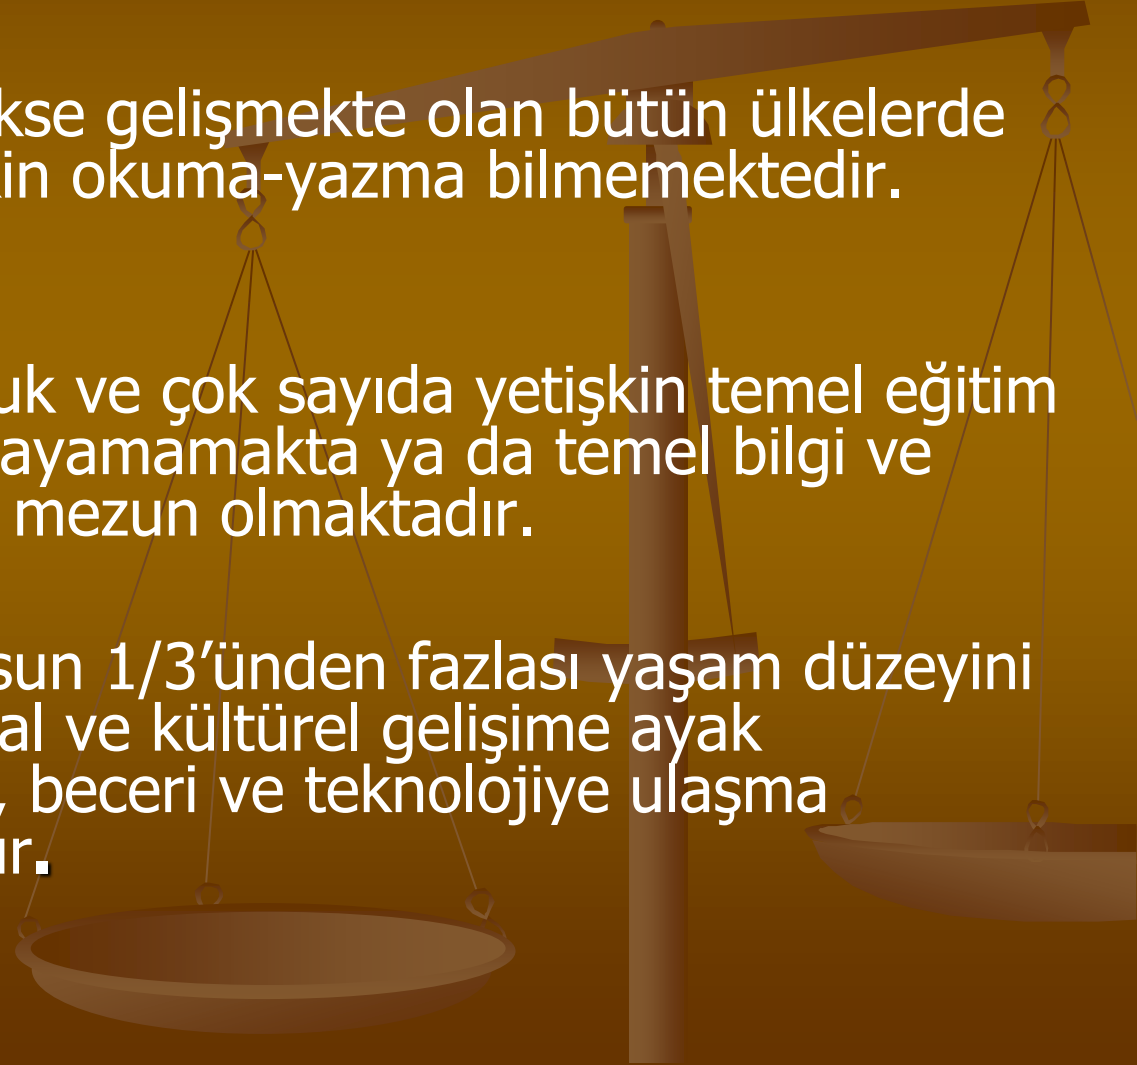 kse gelişmekte olan bütün ülkelerde
kin okuma-yazma bilmemektedir.
uk ve çok sayıda yetişkin temel eğitim
ayamamakta ya da temel bilgi ve
mezun olmaktadır.
sun 1/3’ünden fazlası yaşam düzeyini
al ve kültürel gelişime ayak
, beceri ve teknolojiye ulaşma
ır.